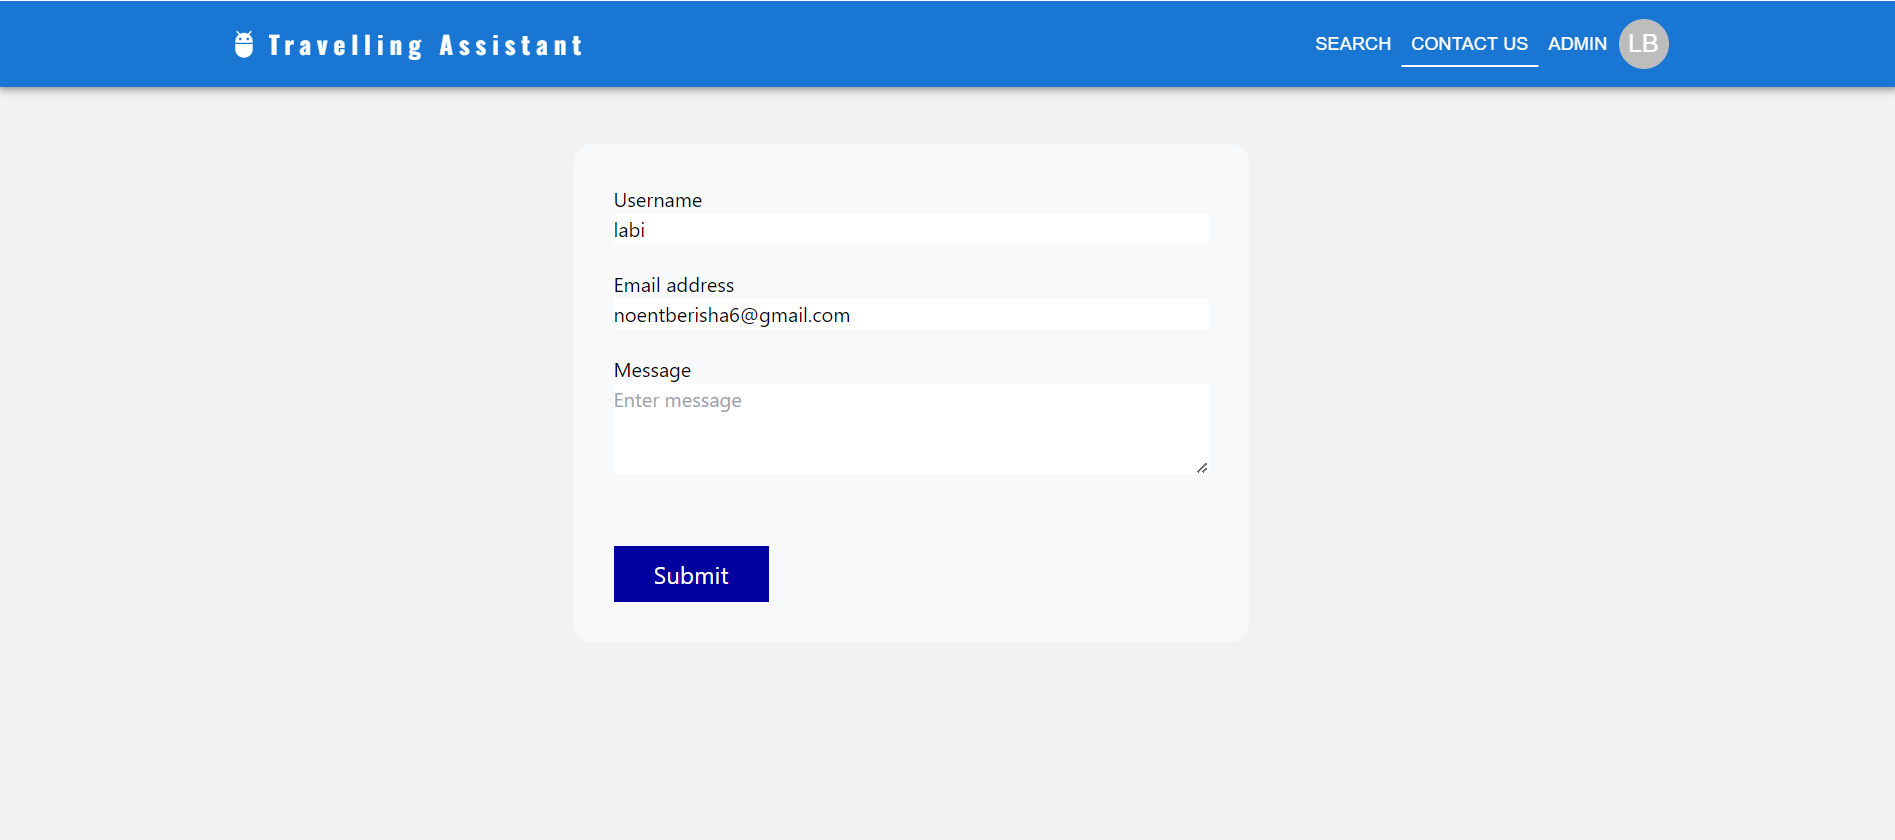 Travelling Assistant
SEARCH CONTACT US ADMIN LB
Username
labi
Email address
noentberisha6@gmail.com
Message
Enter message
Submit